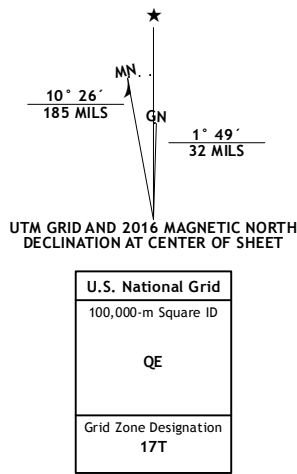 ★
MN
GN
10° 26´
185 MILS
1° 49´
32 MILS
UTM GRID AND 2016 MAGNETIC NORTH
DECLINATION AT CENTER OF SHEET
U.S. National Grid
100,000-m Square ID
QE
Grid Zone Designation
17T